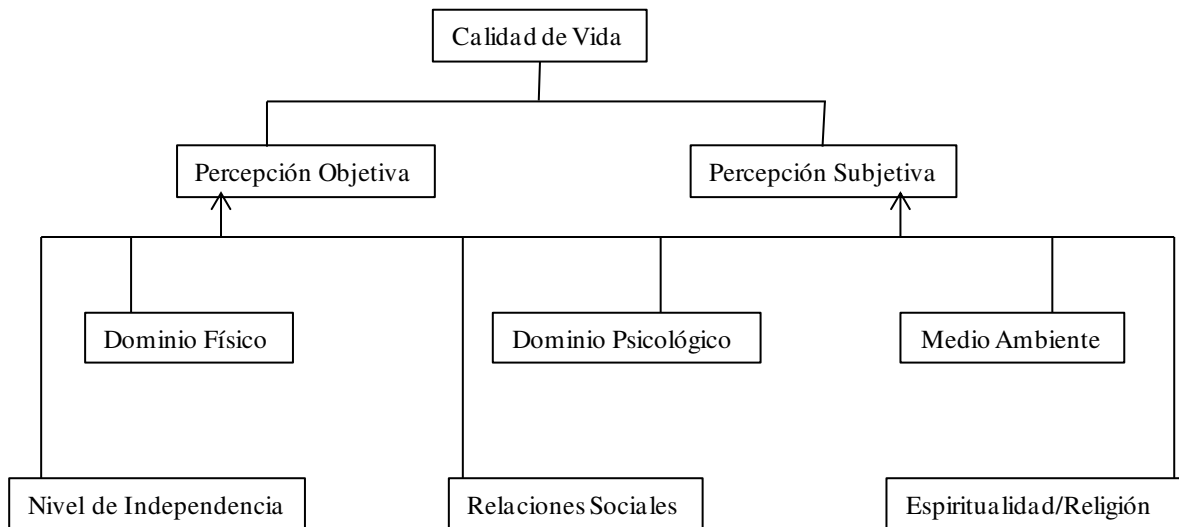 Calidad de Vida
Percepción Objetiva
Percepción Subjetiva
Dominio Físico
Dominio Psicológico
Medio Ambiente
Nivel de Independencia
Relaciones Sociales
Espiritualidad/Religión